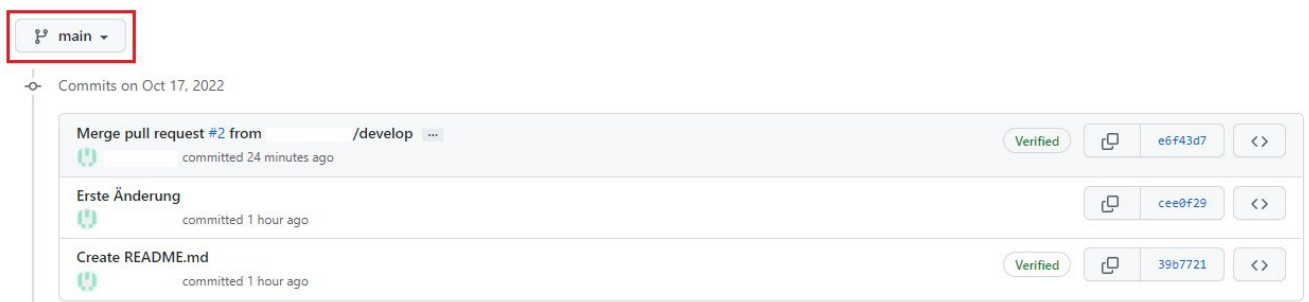 main
Commits on Oct 17, 2022
Merge pull request #2 from /develop ...
committed 24 minutes ago
Verified
e6f43d7
Erste Änderung
committed 1 hour ago
cee0f29
Create README.md
committed 1 hour ago
Verified
39b7721